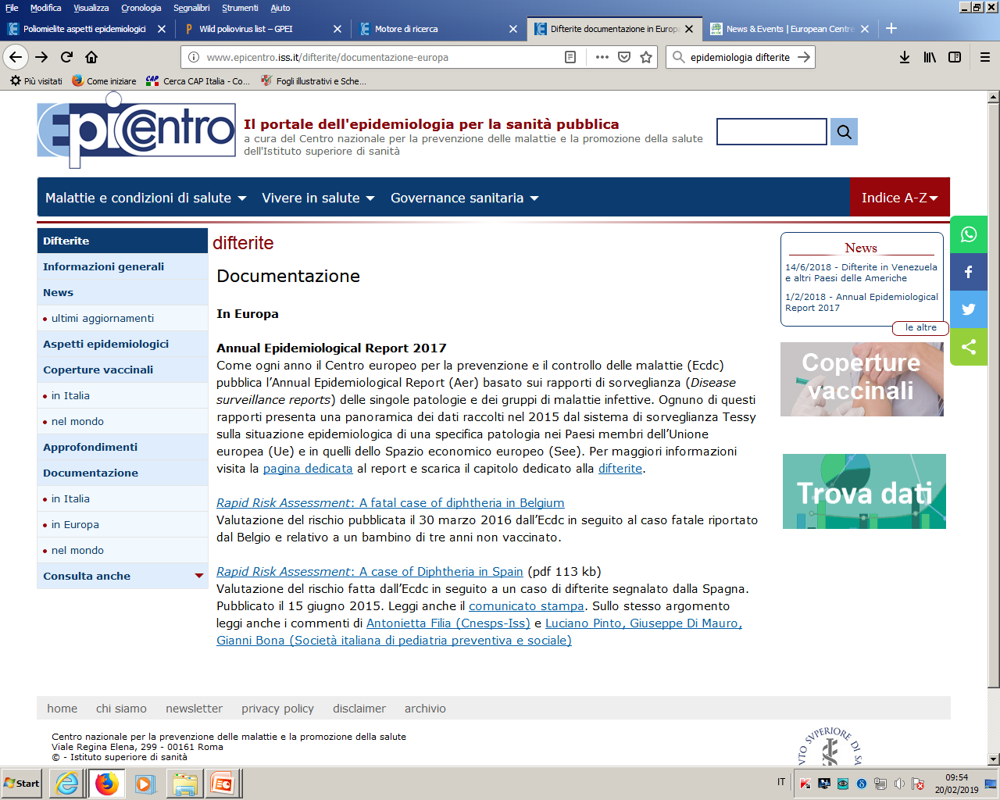 File Modifica Visualizza Cronologia Segnalibri Strumenti Aiuto
Poliomielite aspetti epidemiologici
Wild poliovirus list – GPEI
Motore di ricerca
Difterite documentazione in Europa
News & Events | European Centre
www.epicentro.iss.it/difterite/documentazione-europa
epidemiologia difterite
Più visitati
Come iniziare
Cerca CAP Italia - Co...
Fogli illustrativi e Sche...
EpiCentro
Il portale dell'epidemiologia per la sanità pubblica
a cura del Centro nazionale per la prevenzione delle malattie e la promozione della salute
dell'Istituto superiore di sanità
Malattie e condizioni di salute
Vivere in salute
Governance sanitaria
Indice A-Z
Difterite
Informazioni generali
News
• ultimi aggiornamenti
Aspetti epidemiologici
Coperture vaccinali
• in Italia
• nel mondo
Approfondimenti
Documentazione
• in Italia
• in Europa
• nel mondo
Consulta anche
difterite
Documentazione
In Europa
Annual Epidemiological Report 2017
Come ogni anno il Centro europeo per la prevenzione e il controllo delle malattie (Ecdc)
pubblica l’Annual Epidemiological Report (Aer) basato sui rapporti di sorveglianza (Disease
surveillance reports) delle singole patologie e dei gruppi di malattie infettive. Ognuno di questi
rapporti presenta una panoramica dei dati raccolti nel 2015 dal sistema di sorveglianza Tessy
sulla situazione epidemiologica di una specifica patologia nei Paesi membri dell’Unione
europea (Ue) e in quelli dello Spazio economico europeo (See). Per maggiori informazioni
visita la pagina dedicata al report e scarica il capitolo dedicato alla difterite.
Rapid Risk Assessment: A fatal case of diphtheria in Belgium
Valutazione del rischio pubblicata il 30 marzo 2016 dall’Ecdc in seguito al caso fatale riportato
dal Belgio e relativo a un bambino di tre anni non vaccinato.
Rapid Risk Assessment: A case of Diphtheria in Spain (pdf 113 kb)
Valutazione del rischio fatta dall’Ecdc in seguito a un caso di difterite segnalato dalla Spagna.
Pubblicato il 15 giugno 2015. Leggi anche il comunicato stampa. Sullo stesso argomento
leggi anche i commenti di Antonietta Filia (Cnesps-Iss) e Luciano Pinto, Giuseppe Di Mauro,
Gianni Bona (Società italiana di pediatria preventiva e sociale)
News
14/6/2018 - Difterite in Venezuela
e altri Paesi delle Americhe
1/2/2018 - Annual Epidemiological
Report 2017
le altre
Coperture
vaccinali
Trova dati
home chi siamo newsletter privacy policy disclaimer archivio
Centro nazionale per la prevenzione delle malattie e la promozione della salute
Viale Regina Elena, 299 - 00161 Roma
© - Istituto superiore di sanità
Start
IT
09:54
20/02/2019